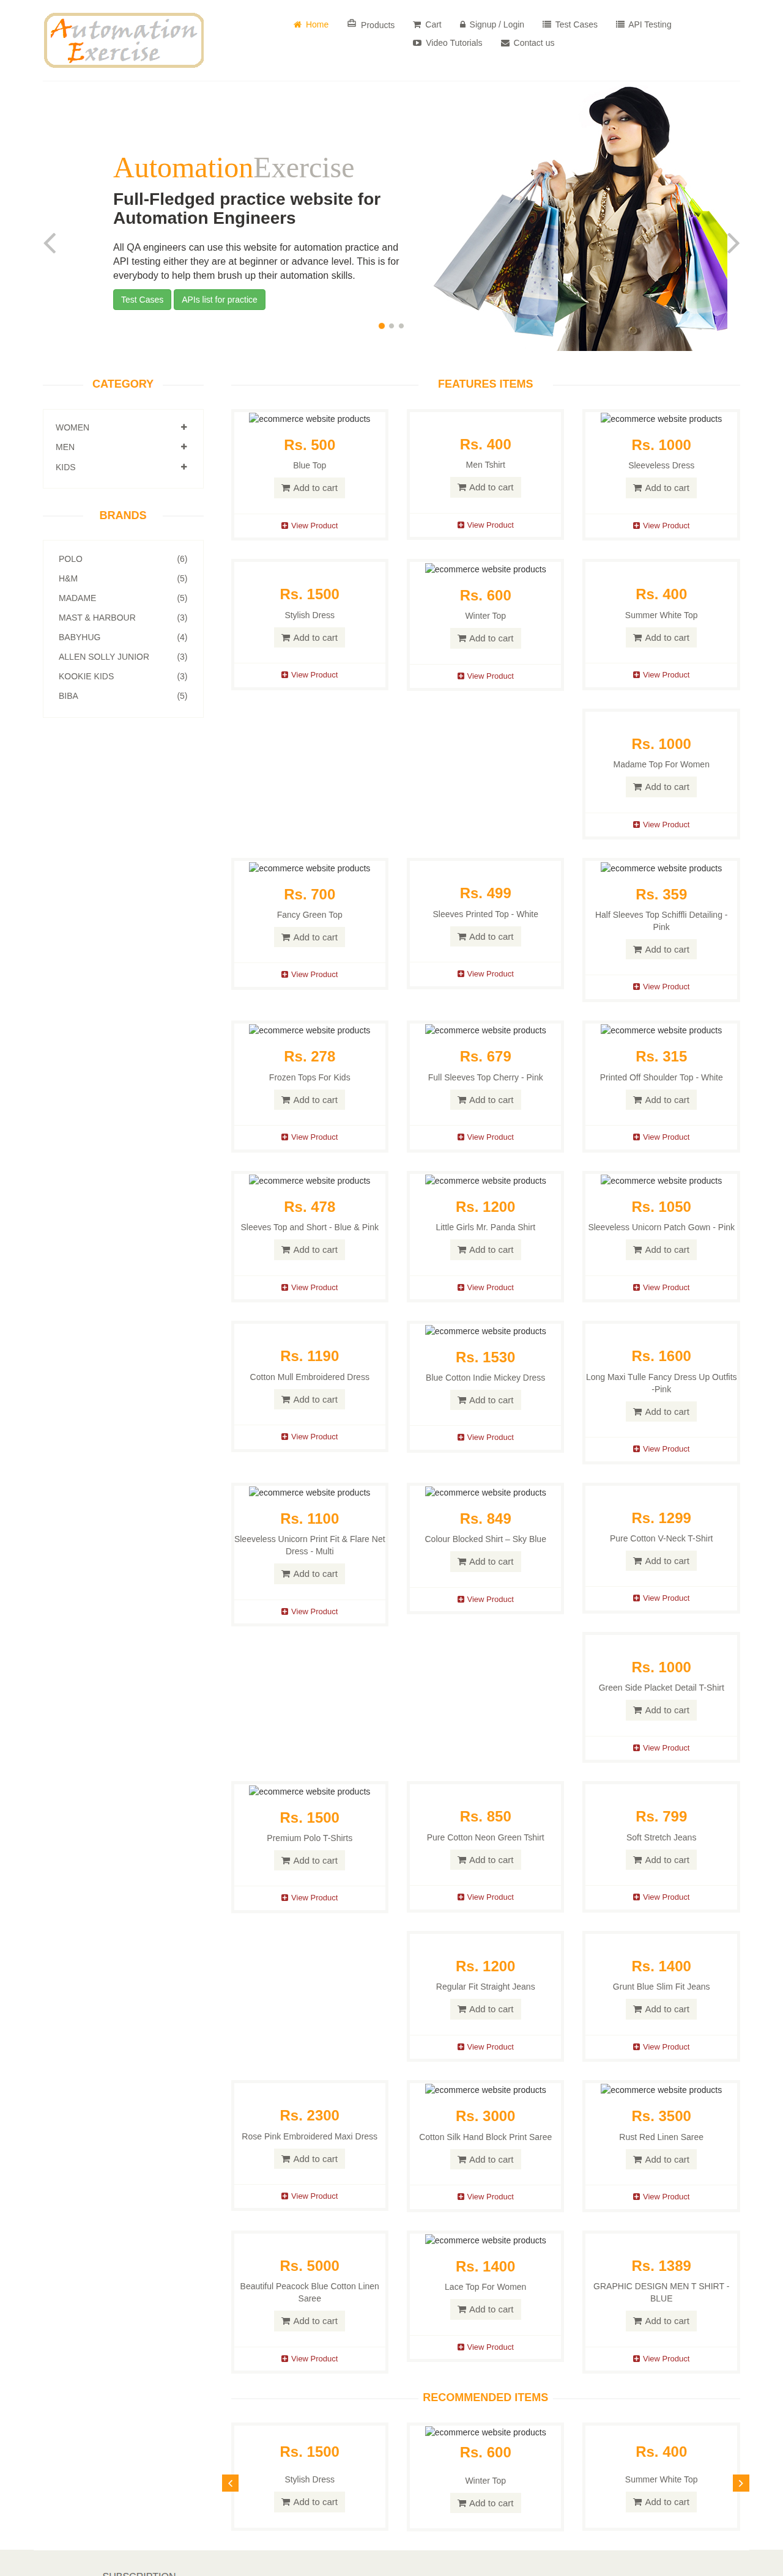 Automation
Exercise
Home
Products
Cart
Signup / Login
Test Cases
API Testing
Video Tutorials
Contact us
AutomationExercise
Full-Fledged practice website for
Automation Engineers
All QA engineers can use this website for automation practice and
API testing either they are at beginner or advance level. This is for
everybody to help them brush up their automation skills.
Test Cases
APIs list for practice
CATEGORY
WOMEN
MEN
KIDS
BRANDS
POLO (6)
H&M (5)
MADAME (5)
MAST & HARBOUR (3)
BABYHUG (4)
ALLEN SOLLY JUNIOR (3)
KOOKIE KIDS (3)
BIBA (5)
FEATURES ITEMS
ecommerce website products
Rs. 500
Blue Top
Add to cart
View Product
Rs. 400
Men Tshirt
Add to cart
View Product
ecommerce website products
Rs. 1000
Sleeveless Dress
Add to cart
View Product
Rs. 1500
Stylish Dress
Add to cart
View Product
ecommerce website products
Rs. 600
Winter Top
Add to cart
View Product
Rs. 400
Summer White Top
Add to cart
View Product
Rs. 1000
Madame Top For Women
Add to cart
View Product
ecommerce website products
Rs. 700
Fancy Green Top
Add to cart
View Product
Rs. 499
Sleeves Printed Top - White
Add to cart
View Product
ecommerce website products
Rs. 359
Half Sleeves Top Schiffli Detailing -
Pink
Add to cart
View Product
ecommerce website products
Rs. 278
Frozen Tops For Kids
Add to cart
View Product
ecommerce website products
Rs. 679
Full Sleeves Top Cherry - Pink
Add to cart
View Product
ecommerce website products
Rs. 315
Printed Off Shoulder Top - White
Add to cart
View Product
ecommerce website products
Rs. 478
Sleeves Top and Short - Blue & Pink
Add to cart
View Product
ecommerce website products
Rs. 1200
Little Girls Mr. Panda Shirt
Add to cart
View Product
ecommerce website products
Rs. 1050
Sleeveless Unicorn Patch Gown - Pink
Add to cart
View Product
Rs. 1190
Cotton Mull Embroidered Dress
Add to cart
View Product
ecommerce website products
Rs. 1530
Blue Cotton Indie Mickey Dress
Add to cart
View Product
Rs. 1600
Long Maxi Tulle Fancy Dress Up Outfits
-Pink
Add to cart
View Product
ecommerce website products
Rs. 1100
Sleeveless Unicorn Print Fit & Flare Net
Dress - Multi
Add to cart
View Product
ecommerce website products
Rs. 849
Colour Blocked Shirt – Sky Blue
Add to cart
View Product
Rs. 1299
Pure Cotton V-Neck T-Shirt
Add to cart
View Product
Rs. 1000
Green Side Placket Detail T-Shirt
Add to cart
View Product
ecommerce website products
Rs. 1500
Premium Polo T-Shirts
Add to cart
View Product
Rs. 850
Pure Cotton Neon Green Tshirt
Add to cart
View Product
Rs. 799
Soft Stretch Jeans
Add to cart
View Product
Rs. 1200
Regular Fit Straight Jeans
Add to cart
View Product
Rs. 1400
Grunt Blue Slim Fit Jeans
Add to cart
View Product
Rs. 2300
Rose Pink Embroidered Maxi Dress
Add to cart
View Product
ecommerce website products
Rs. 3000
Cotton Silk Hand Block Print Saree
Add to cart
View Product
ecommerce website products
Rs. 3500
Rust Red Linen Saree
Add to cart
View Product
Rs. 5000
Beautiful Peacock Blue Cotton Linen
Saree
Add to cart
View Product
ecommerce website products
Rs. 1400
Lace Top For Women
Add to cart
View Product
Rs. 1389
GRAPHIC DESIGN MEN T SHIRT -
BLUE
Add to cart
View Product
RECOMMENDED ITEMS
Rs. 1500
Stylish Dress
Add to cart
ecommerce website products
Rs. 600
Winter Top
Add to cart
Rs. 400
Summer White Top
Add to cart
SUBSCRIPTION